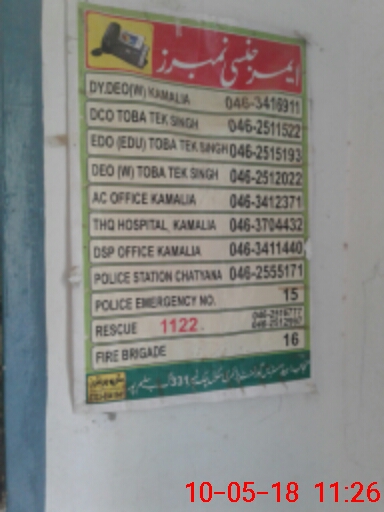 ایمرجنسی نمبرز
DY.DEO(W) KAMALIA 046-3416911
DCO TOBA TEK SINGH 046-2511522
EDO (EDU) TOBA TEK SINGH 046-2515193
DEO (W) TOBA TEK SINGH 046-2512022
AC OFFICE KAMALIA 046-3412371
THQ HOSPITAL, KAMALIA 046-3704432
DSP OFFICE KAMALIA 046-3411440
POLICE STATION CHATYANA 046-2555171
POLICE EMERGENCY NO. 15
RESCUE 1122.
FIRE BRIGADE 16
331
10-05-18 11:26